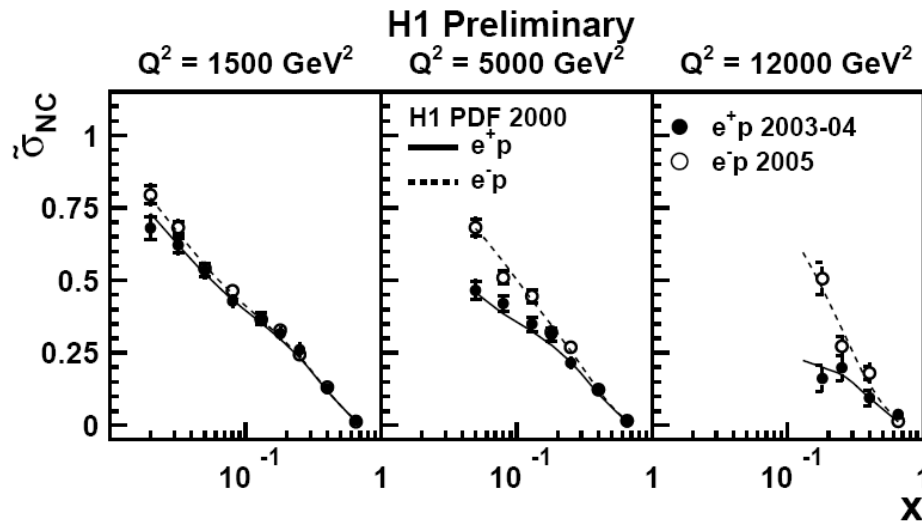 H1 Preliminary
Q² = 1500 GeV² Q² = 5000 GeV² Q² = 12000 GeV²
σ̃NC
1
0.75
0.5
0.25
0
H1 PDF 2000
e⁺p
e⁻p
e⁺p 2003-04
e⁻p 2005
10⁻¹ 1 10⁻¹ 1 10⁻¹ 1
x